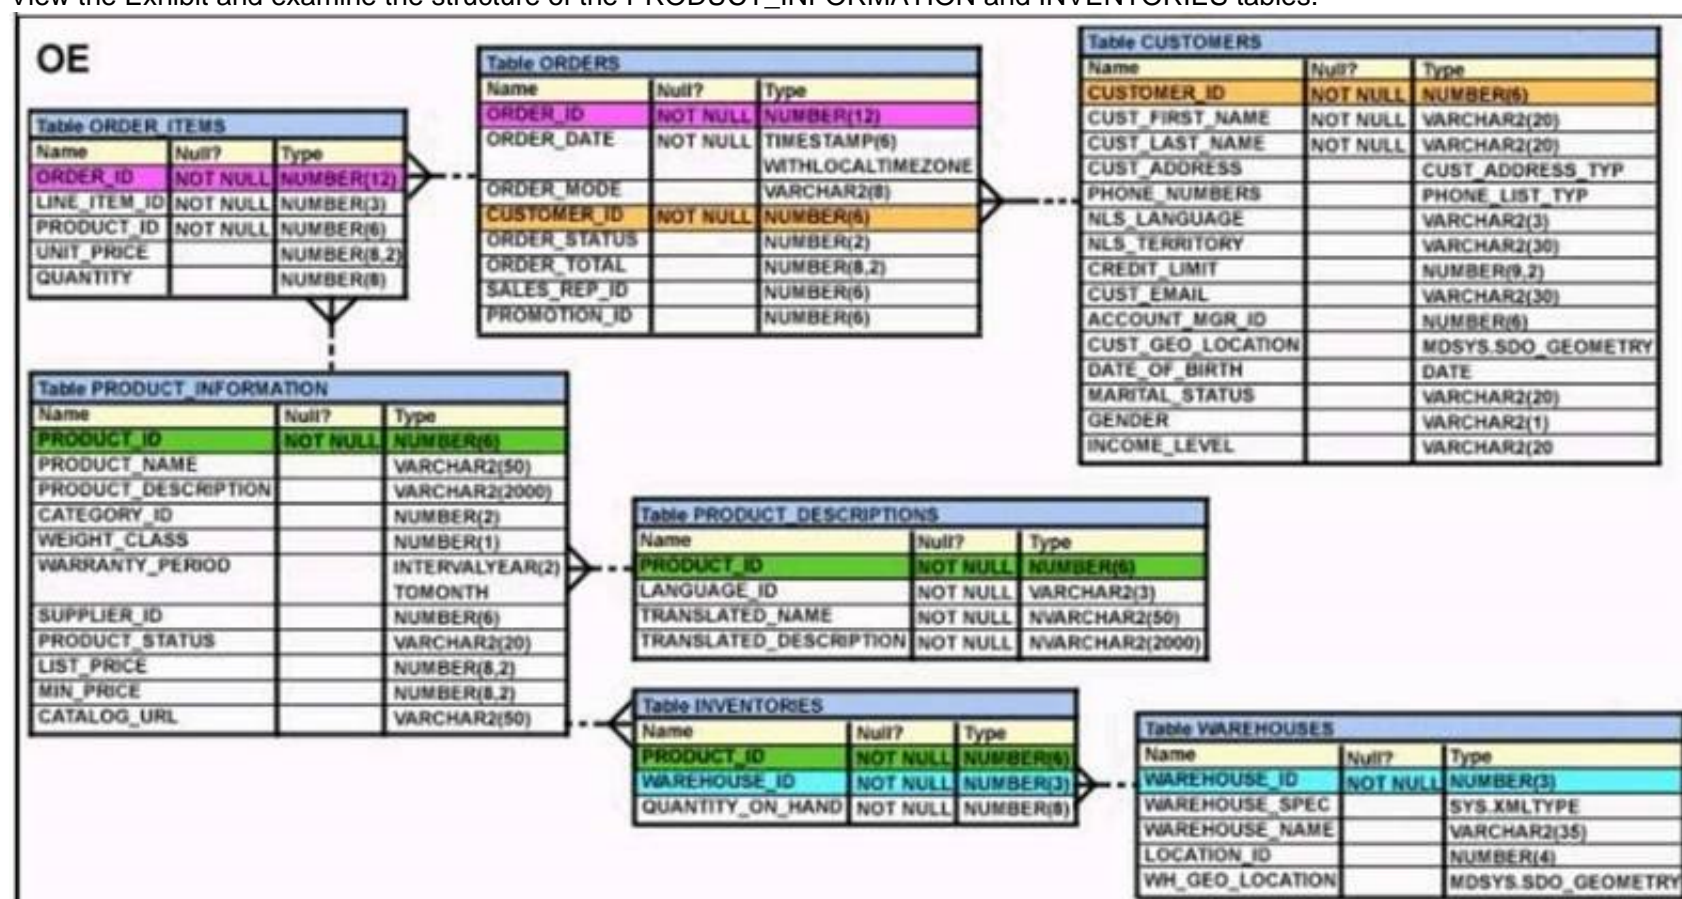 View the Exhibit and examine the structure of the PRODUCT_INFORMATION and INVENTORIES tables.
OE
Table ORDER_ITEMS
Name Null? Type
ORDER_ID NOT NULL NUMBER(12)
LINE_ITEM_ID NOT NULL NUMBER(3)
PRODUCT_ID NOT NULL NUMBER(6)
UNIT_PRICE NUMBER(8,2)
QUANTITY NUMBER(8)
Table ORDERS
Name Null? Type
ORDER_ID NOT NULL NUMBER(12)
ORDER_DATE NOT NULL TIMESTAMP(6)
WITHLOCALTIMEZONE
ORDER_MODE VARCHAR2(8)
CUSTOMER_ID NOT NULL NUMBER(6)
ORDER_STATUS NUMBER(2)
ORDER_TOTAL NUMBER(8,2)
SALES_REP_ID NUMBER(6)
PROMOTION_ID NUMBER(6)
Table CUSTOMERS
Name Null? Type
CUSTOMER_ID NOT NULL NUMBER(6)
CUST_FIRST_NAME NOT NULL VARCHAR2(20)
CUST_LAST_NAME NOT NULL VARCHAR2(20)
CUST_ADDRESS CUST_ADDRESS_TYP
PHONE_NUMBERS PHONE_LIST_TYP
NLS_LANGUAGE VARCHAR2(3)
NLS_TERRITORY VARCHAR2(30)
CREDIT_LIMIT NUMBER(9,2)
CUST_EMAIL VARCHAR2(30)
ACCOUNT_MGR_ID NUMBER(6)
CUST_GEO_LOCATION MDSYS.SDO_GEOMETRY
DATE_OF_BIRTH DATE
MARITAL_STATUS VARCHAR2(20)
GENDER VARCHAR2(1)
INCOME_LEVEL VARCHAR2(20
Table PRODUCT_INFORMATION
Name Null? Type
PRODUCT_ID NOT NULL NUMBER(6)
PRODUCT_NAME VARCHAR2(50)
PRODUCT_DESCRIPTION VARCHAR2(2000)
CATEGORY_ID NUMBER(2)
WEIGHT_CLASS NUMBER(1)
WARRANTY_PERIOD INTERVALYEAR(2)
TOMONTH
SUPPLIER_ID NUMBER(6)
PRODUCT_STATUS VARCHAR2(20)
LIST_PRICE NUMBER(8,2)
MIN_PRICE NUMBER(8,2)
CATALOG_URL VARCHAR2(50)
Table PRODUCT_DESCRIPTIONS
Name Null? Type
PRODUCT_ID NOT NULL NUMBER(6)
LANGUAGE_ID NOT NULL VARCHAR2(3)
TRANSLATED_NAME NOT NULL NVARCHAR2(50)
TRANSLATED_DESCRIPTION NOT NULL NVARCHAR2(2000)
Table INVENTORIES
Name Null? Type
PRODUCT_ID NOT NULL NUMBER(6)
WAREHOUSE_ID NOT NULL NUMBER(3)
QUANTITY_ON_HAND NOT NULL NUMBER(8)
Table WAREHOUSES
Name Null? Type
WAREHOUSE_ID NOT NULL NUMBER(3)
WAREHOUSE_SPEC SYS.XMLTYPE
WAREHOUSE_NAME VARCHAR2(35)
LOCATION_ID NUMBER(4)
WH_GEO_LOCATION MDSYS.SDO_GEOMETRY